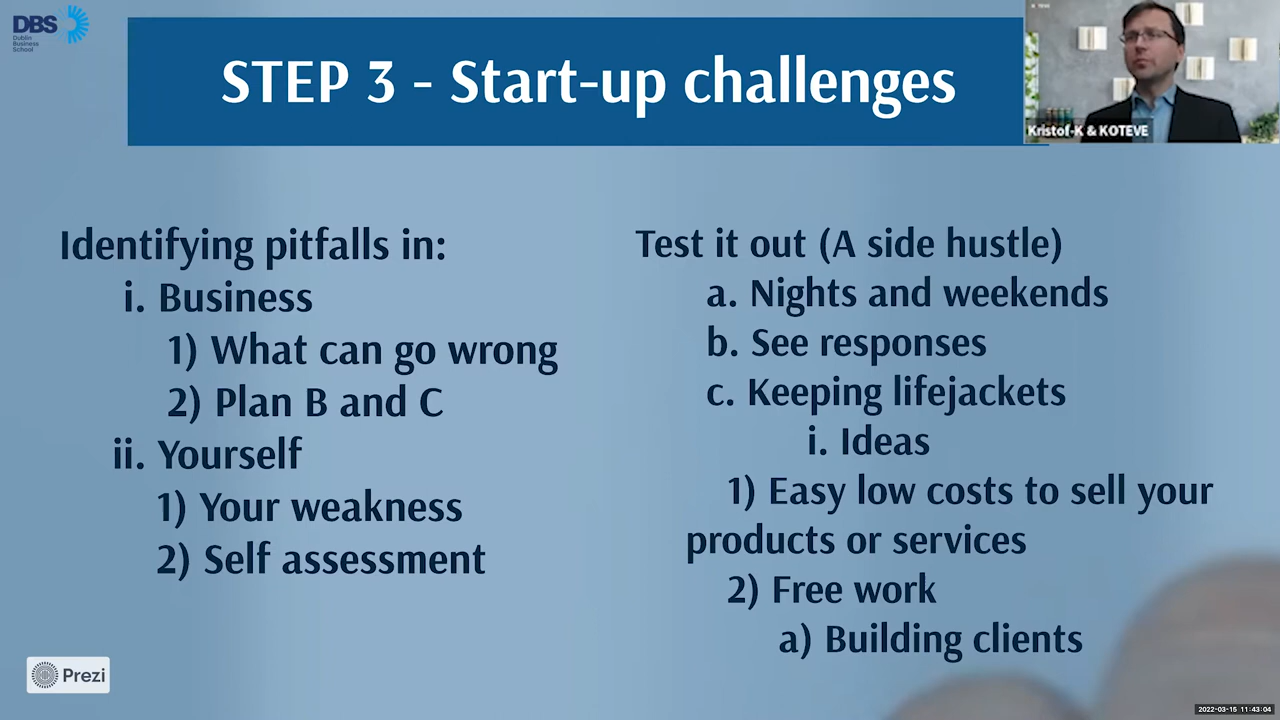 DBS
Dublin
Business
School
STEP 3 - Start-up challenges
Kristof-K & KOTEVE
Identifying pitfalls in:
i. Business
1) What can go wrong
2) Plan B and C
ii. Yourself
1) Your weakness
2) Self assessment
Test it out (A side hustle)
a. Nights and weekends
b. See responses
c. Keeping lifejackets
i. Ideas
1) Easy low costs to sell your
products or services
2) Free work
a) Building clients
Prezi
2022-03-15 11:43:04